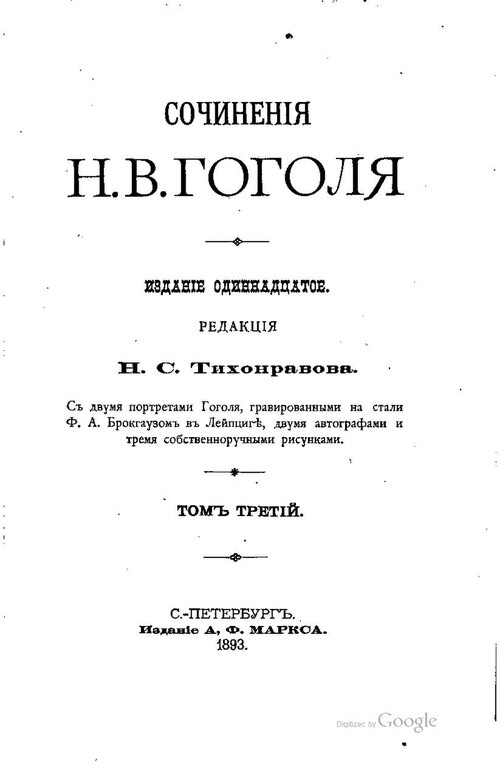 СОЧИНЕНІЯ
Н. В. ГОГОЛЯ
ИЗДАНІЕ ОДИННАДЦАТОЕ.
РЕДАКЦІЯ
Н. С. Тихонравова.
Съ двумя портретами Гоголя, гравированными на стали
Ф. А. Брокгаузомъ въ Лейпцигѣ, двумя автографами и
тремя собственноручными рисунками.
ТОМЪ ТРЕТІЙ.
С.-ПЕТЕРБУРГЪ.
Изданіе А, Ф. МАРКСА.
1893.
Digitized by Google